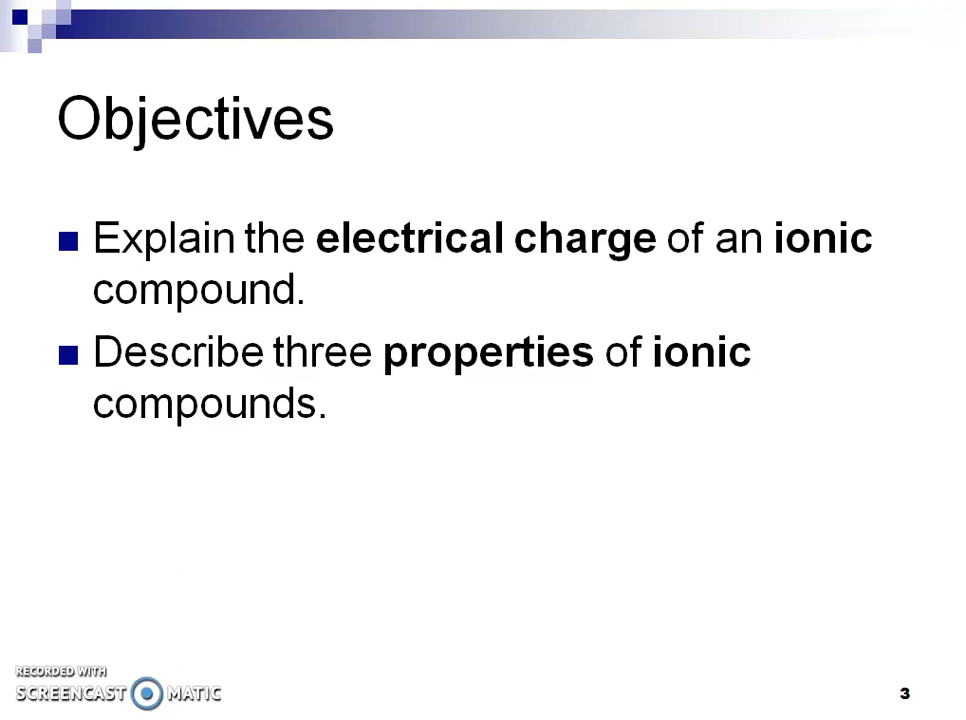 Objectives
Explain the electrical charge of an ionic
compound.
Describe three properties of ionic
compounds.
RECORDED WITH
SCREENCAST MATIC
3